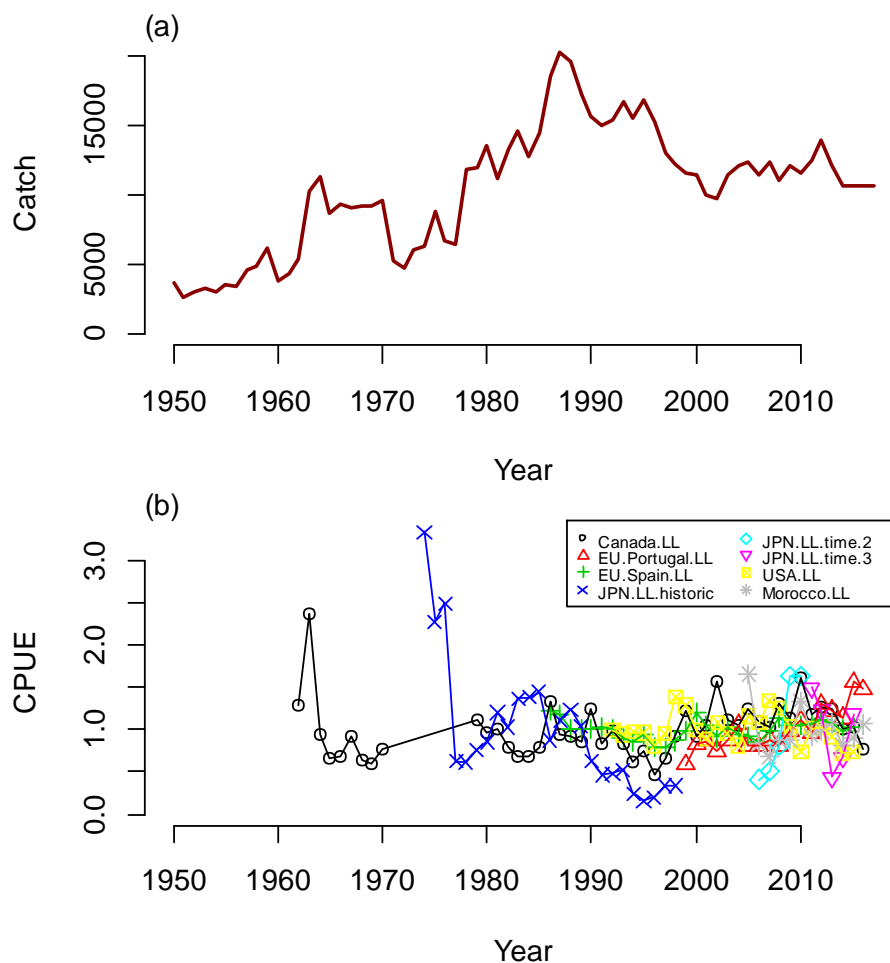 (a)
Catch
15000
5000
0
1950 1960 1970 1980 1990 2000 2010
Year
(b)
CPUE
3.0
2.0
1.0
0.0
Canada.LL
EU.Portugal.LL
EU.Spain.LL
JPN.LL.historic
JPN.LL.time.2
JPN.LL.time.3
USA.LL
Morocco.LL
1950 1960 1970 1980 1990 2000 2010
Year